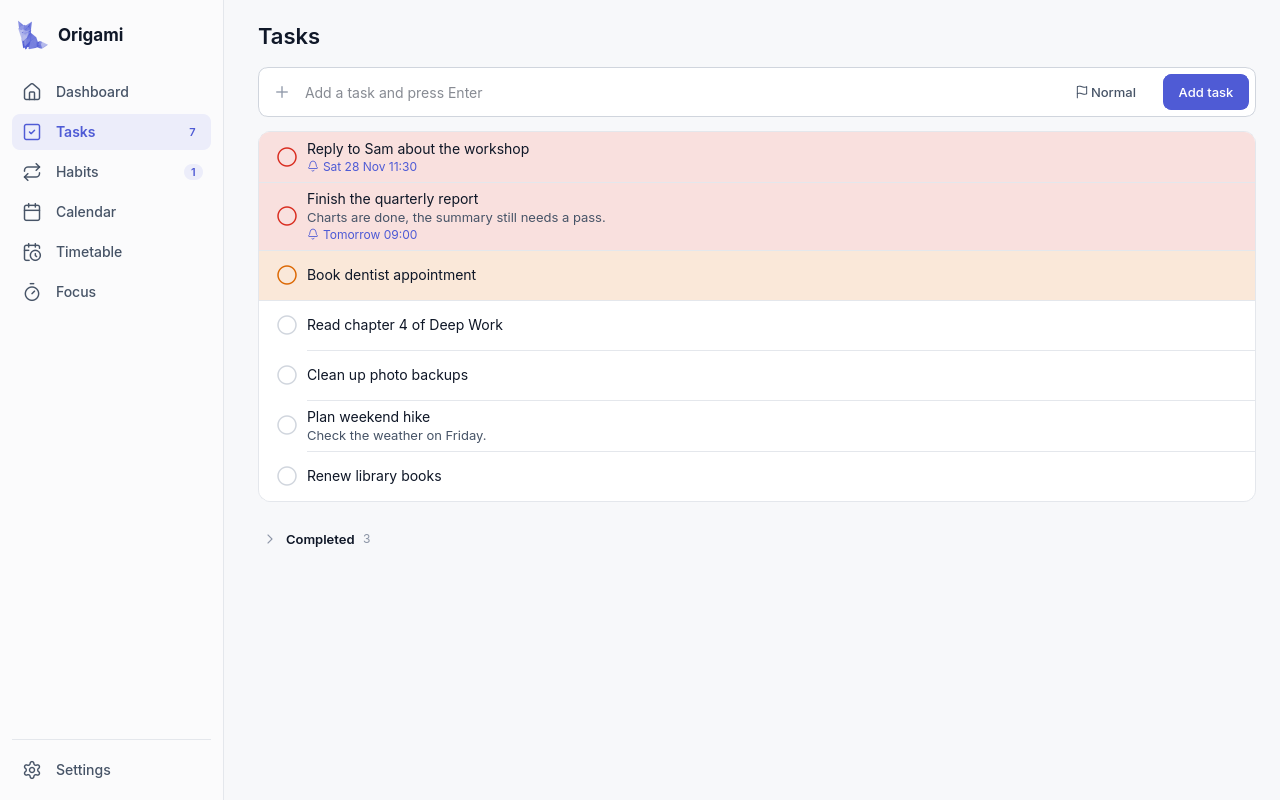 Origami
Dashboard
Tasks 7
Habits 1
Calendar
Timetable
Focus
Settings
Tasks
Add a task and press Enter Normal Add task
Reply to Sam about the workshop
Sat 28 Nov 11:30
Finish the quarterly report
Charts are done, the summary still needs a pass.
Tomorrow 09:00
Book dentist appointment
Read chapter 4 of Deep Work
Clean up photo backups
Plan weekend hike
Check the weather on Friday.
Renew library books
Completed 3